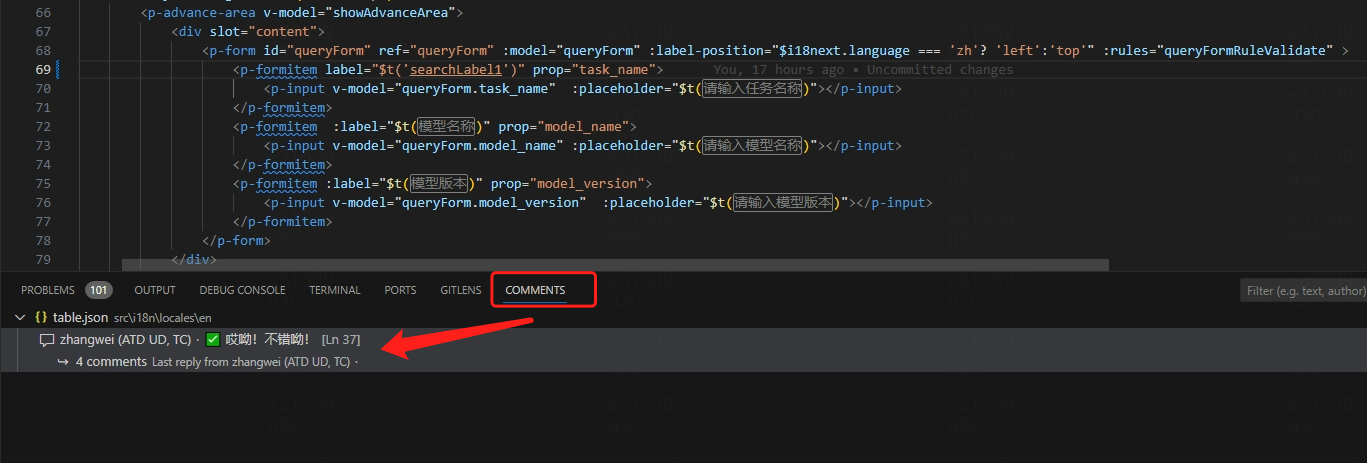 66 <p-advance-area v-model="showAdvanceArea">
67 <div slot="content">
68 <p-form id="queryForm" ref="queryForm" :model="queryForm" :label-position="$i18next.language === 'zh'? 'left':'top'" :rules="queryFormRuleValidate" >
69 <p-formitem label="$t('searchLabel1')" prop="task_name"> You, 17 hours ago • Uncommitted changes
70 <p-input v-model="queryForm.task_name" :placeholder="$t(请输入任务名称)"></p-input>
71 </p-formitem>
72 <p-formitem :label="$t(模型名称)" prop="model_name">
73 <p-input v-model="queryForm.model_name" :placeholder="$t(请输入模型名称)"></p-input>
74 </p-formitem>
75 <p-formitem :label="$t(模型版本)" prop="model_version">
76 <p-input v-model="queryForm.model_version" :placeholder="$t(请输入模型版本)"></p-input>
77 </p-formitem>
78 </p-form>
79 </div>
PROBLEMS 101 OUTPUT DEBUG CONSOLE TERMINAL PORTS GITLENS COMMENTS Filter (e.g. text, author)
{} table.json src\i18n\locales\en
zhangwei (ATD UD, TC) · ✅ 哎呦！不错呦！ [Ln 37]
4 comments Last reply from zhangwei (ATD UD, TC) ·